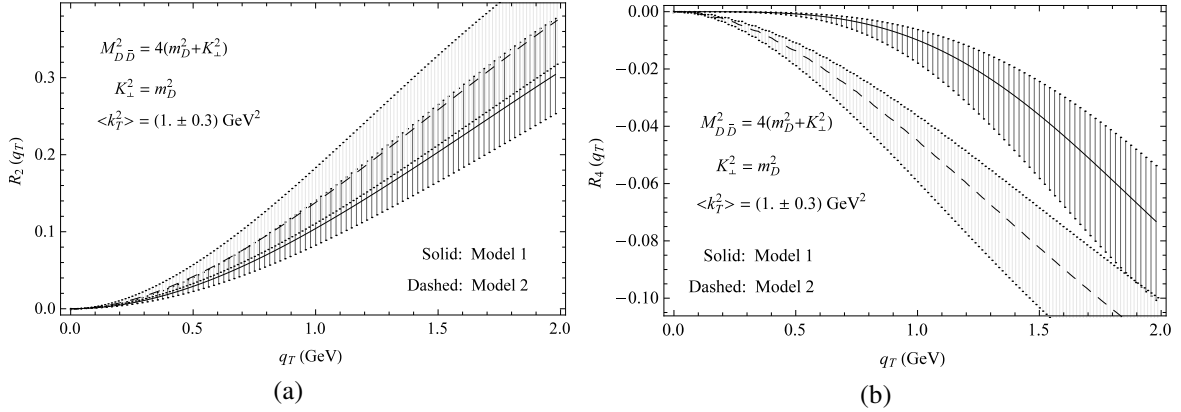 0.3
0.2
0.1
0.0
R₂ (q_T)
M²_{D D̄} = 4(m²_D+K²_⊥)
K²_⊥ = m²_D
<k²_T> = (1. ± 0.3) GeV²
Solid: Model 1
Dashed: Model 2
0.0 0.5 1.0 1.5 2.0
q_T (GeV)
(a)
0.00
−0.02
−0.04
−0.06
−0.08
−0.10
R₄ (q_T)
M²_{D D̄} = 4(m²_D+K²_⊥)
K²_⊥ = m²_D
<k²_T> = (1. ± 0.3) GeV²
Solid: Model 1
Dashed: Model 2
0.0 0.5 1.0 1.5 2.0
q_T (GeV)
(b)